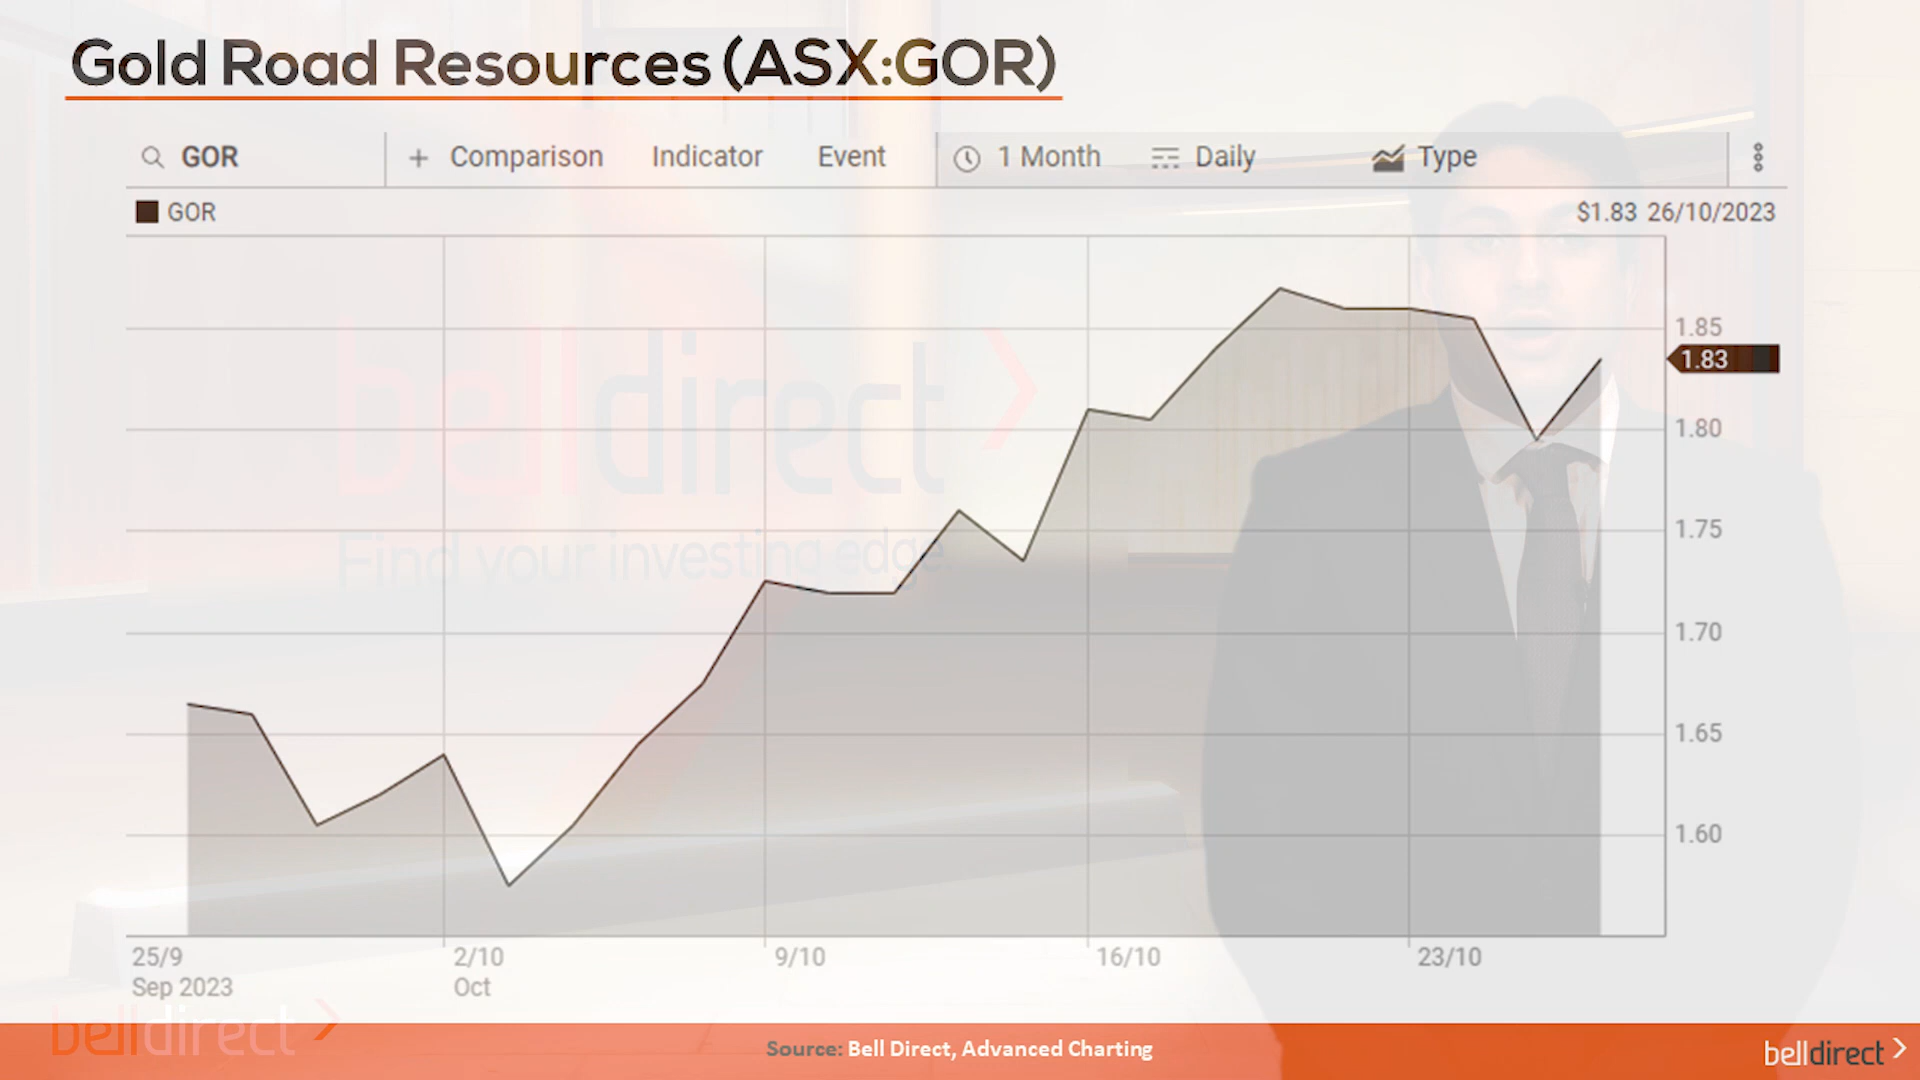 Gold Road Resources (ASX:GOR)
GOR + Comparison Indicator Event 1 Month Daily Type
GOR $1.83 26/10/2023
belldirect
Find your investing edge
1.85
1.83
1.80
1.75
1.70
1.65
1.60
25/9 2/10 9/10 16/10 23/10
Sep 2023 Oct
belldirect
Source: Bell Direct, Advanced Charting
belldirect